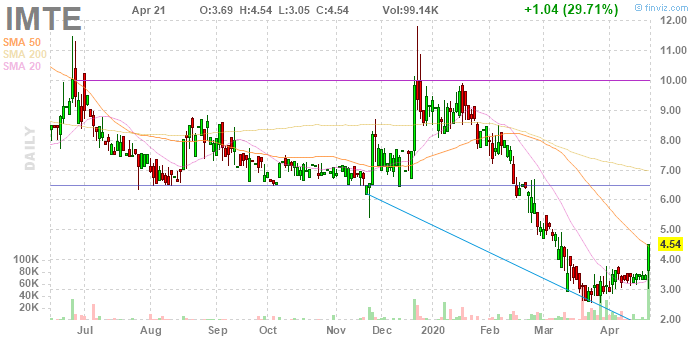 IMTE Apr 21 O:3.69 H:4.54 L:3.05 C:4.54 Vol:99.14K +1.04 (29.71%) © finviz.com
SMA 50
SMA 200
SMA 20
DAILY
12.00
11.00
10.00
9.00
8.00
7.00
6.00
5.00
4.54
4.00
3.00
2.00
100K
80K
60K
40K
20K
Jul Aug Sep Oct Nov Dec 2020 Feb Mar Apr